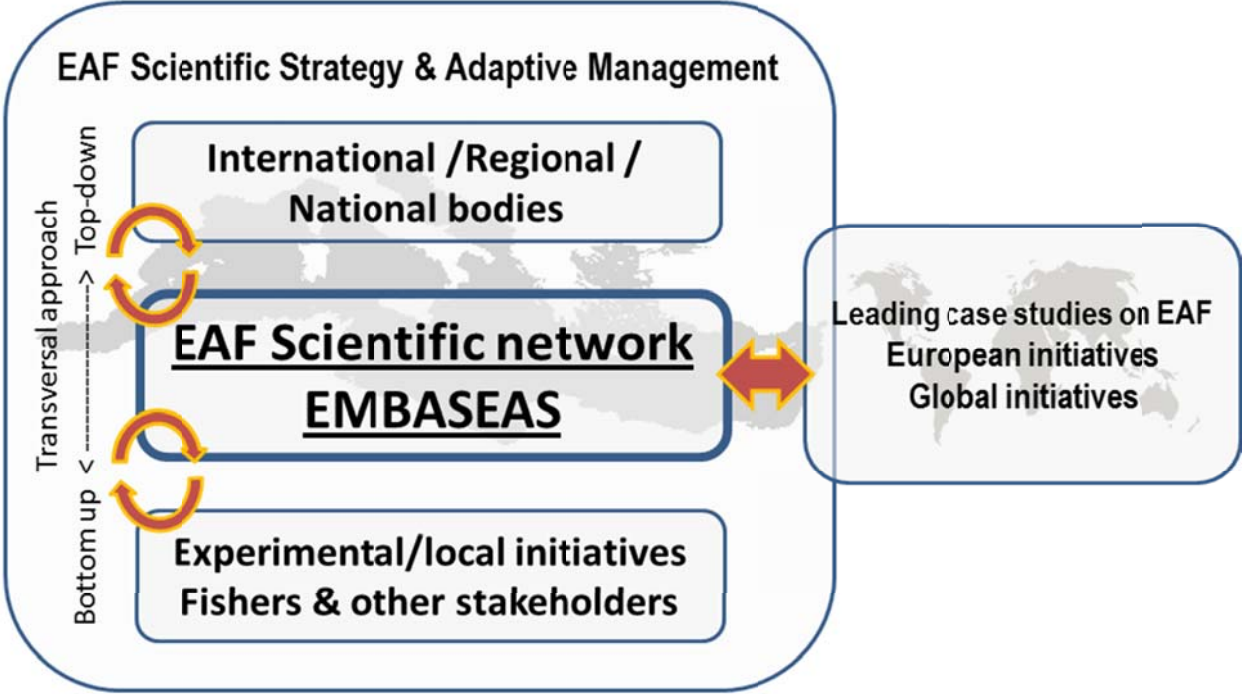 EAF Scientific Strategy & Adaptive Management
International /Regional /
National bodies
EAF Scientific network
EMBASEAS
Experimental/local initiatives
Fishers & other stakeholders
Transversal approach
Bottom up < ---------------> Top-down
Leading case studies on EAF
European initiatives
Global initiatives